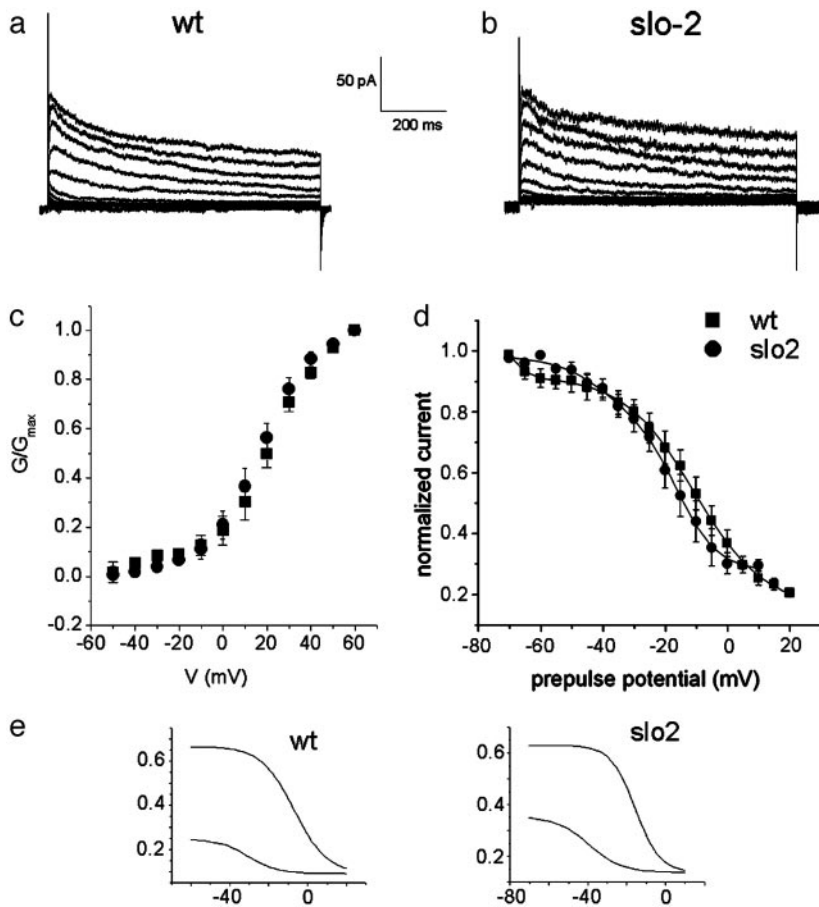 a
wt
b
slo-2
50 pA
200 ms
c
d
wt
slo2
1.0
0.8
0.6
0.4
0.2
0.0
-0.2
G/Gmax
-60 -40 -20 0 20 40 60
V (mV)
1.0
0.8
0.6
0.4
0.2
normalized current
-80 -60 -40 -20 0 20
prepulse potential (mV)
e
wt
0.6
0.4
0.2
-40 0
slo2
0.6
0.4
0.2
-80 -40 0